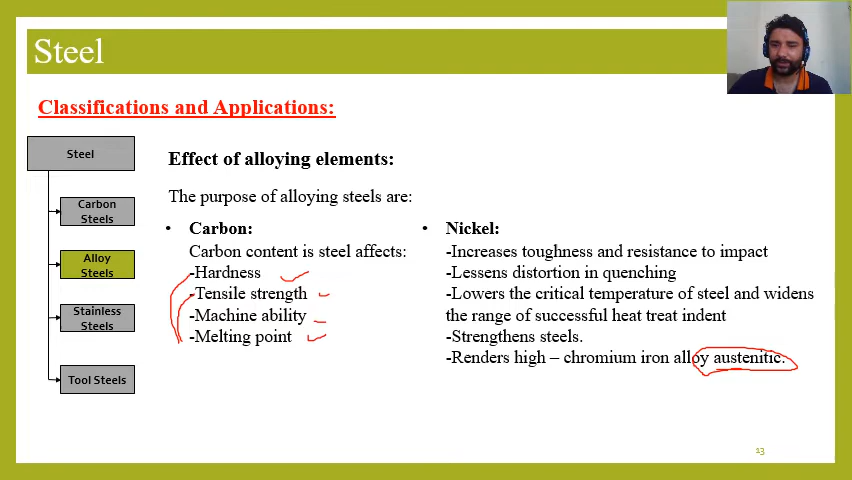 Steel
Classifications and Applications:
Steel
Carbon
Steels
Alloy
Steels
Stainless
Steels
Tool Steels
Effect of alloying elements:
The purpose of alloying steels are:
• Carbon:
Carbon content is steel affects:
-Hardness
-Tensile strength
-Machine ability
-Melting point
• Nickel:
-Increases toughness and resistance to impact
-Lessens distortion in quenching
-Lowers the critical temperature of steel and widens
the range of successful heat treat indent
-Strengthens steels.
-Renders high – chromium iron alloy austenitic.
13